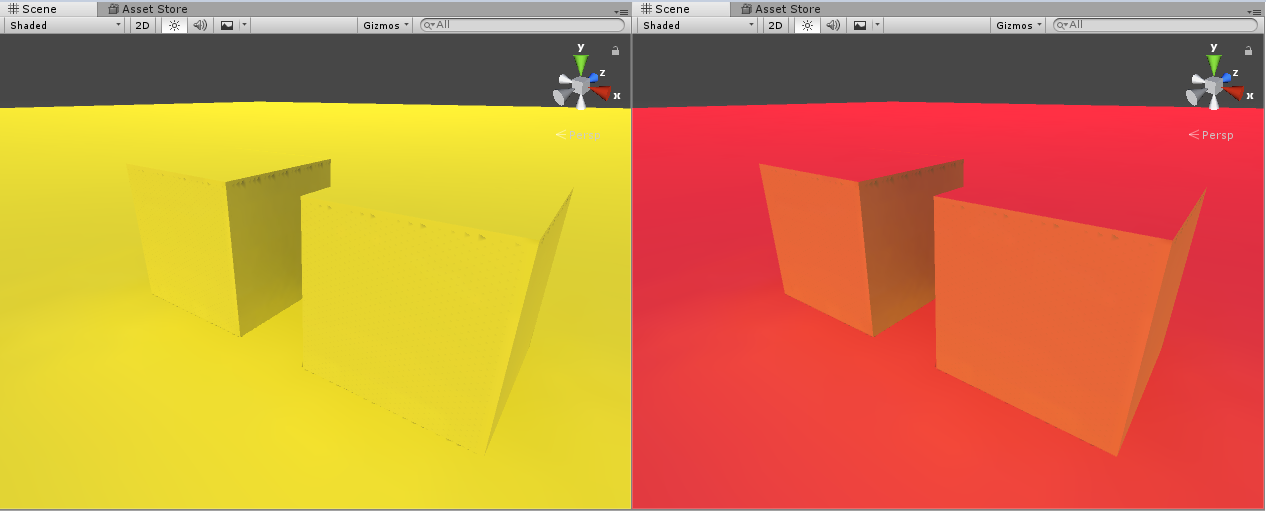 Scene
Asset Store
Shaded
2D
Gizmos
All
y
z
x
Persp
Scene
Asset Store
Shaded
2D
Gizmos
All
y
z
x
Persp